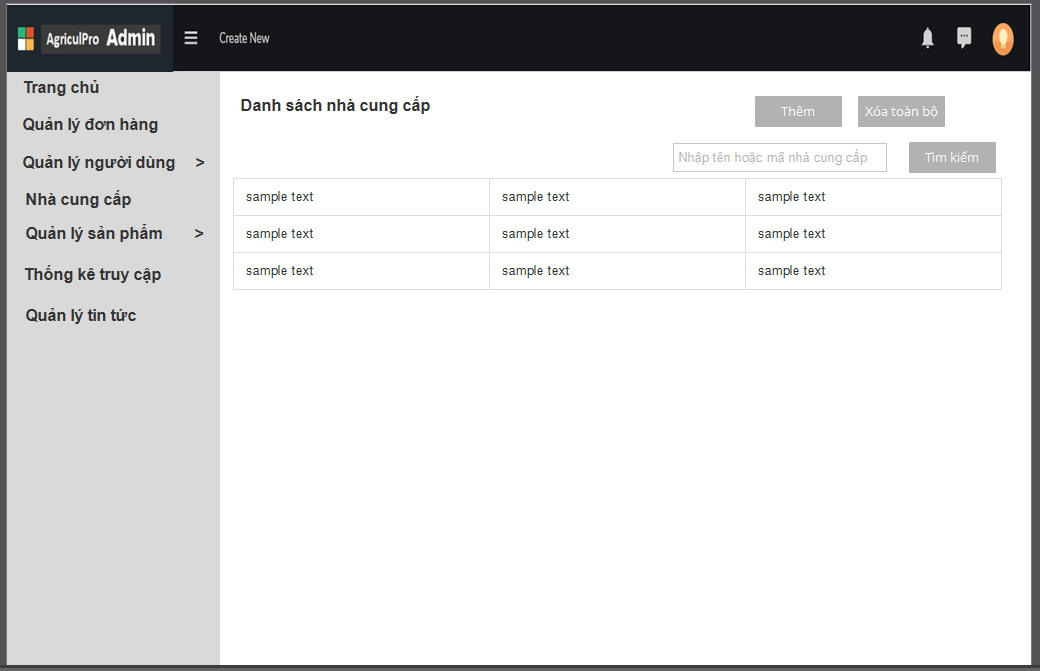 AgriculPro Admin
Create New
Trang chủ
Quản lý đơn hàng
Quản lý người dùng >
Nhà cung cấp
Quản lý sản phẩm >
Thống kê truy cập
Quản lý tin tức
Danh sách nhà cung cấp
Thêm
Xóa toàn bộ
Nhập tên hoặc mã nhà cung cấp
Tìm kiếm
sample text sample text sample text
sample text sample text sample text
sample text sample text sample text